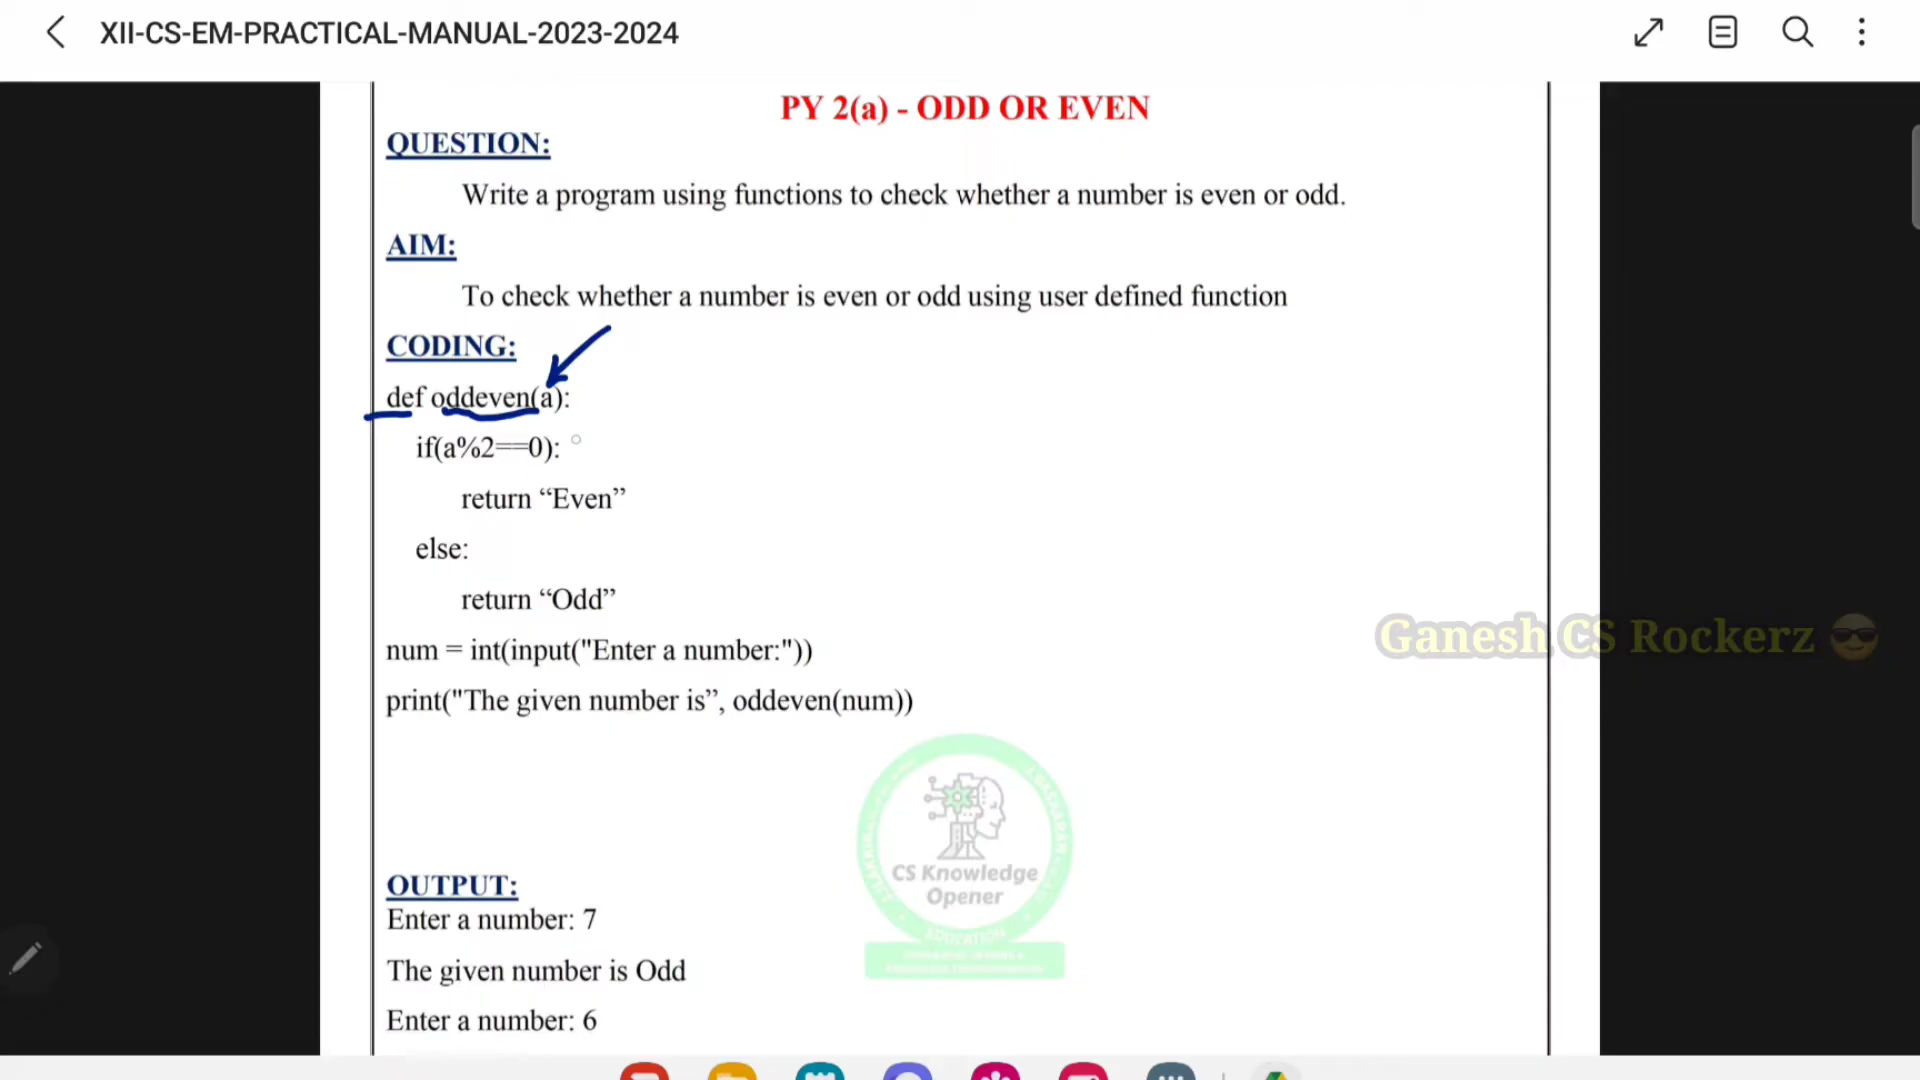 XII-CS-EM-PRACTICAL-MANUAL-2023-2024
PY 2(a) - ODD OR EVEN
QUESTION:
Write a program using functions to check whether a number is even or odd.
AIM:
To check whether a number is even or odd using user defined function
CODING:
def oddeven(a):
if(a%2==0):
return “Even”
else:
return “Odd”
Ganesh CS Rockerz 😎
num = int(input("Enter a number:"))
print("The given number is”, oddeven(num))
CS Knowledge
Opener
EDUCATION
OUTPUT:
Enter a number: 7
The given number is Odd
Enter a number: 6